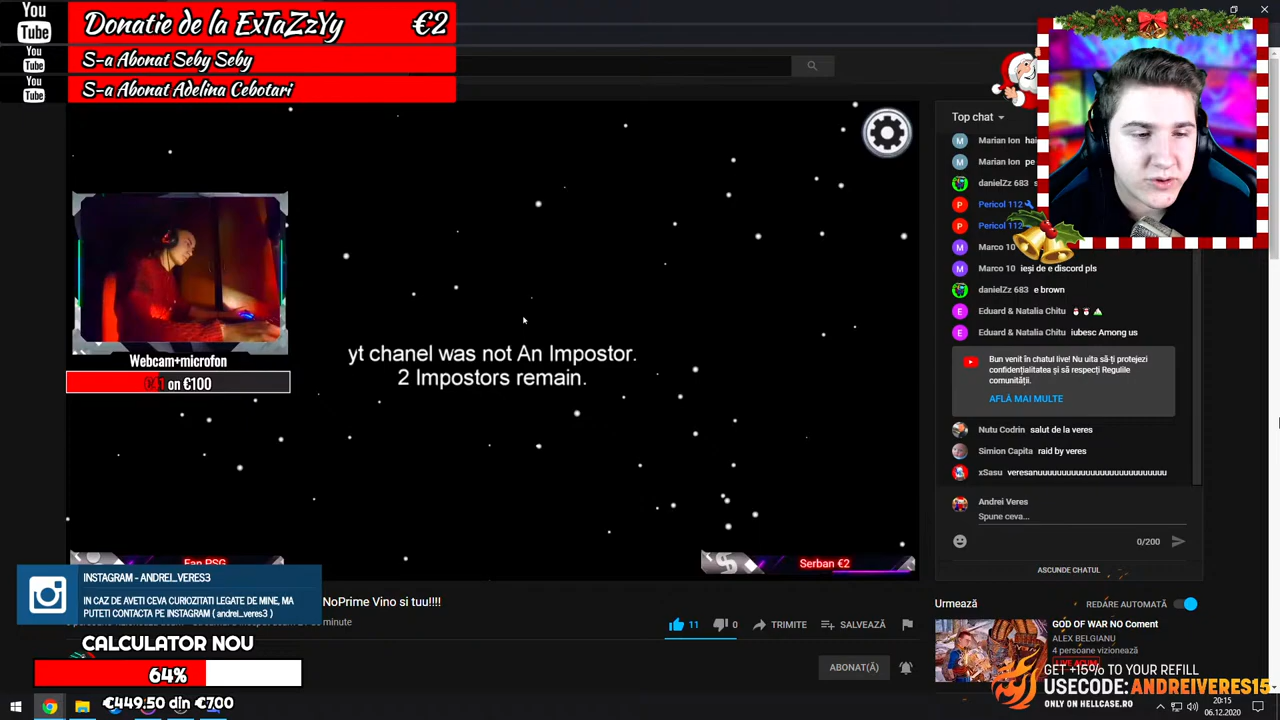 You
Tube
Donatie de la ExTaZzYy €2
You
Tube
S-a Abonat Seby Seby
You
Tube
S-a Abonat Adelina Cebotari
Top chat
Marian Ion
Marian Ion pe
danielZz 683
Pericol 112
Pericol 112
Marco 10
Marco 10 ieși de e discord pls
danielZz 683 e brown
Eduard & Natalia Chitu
Eduard & Natalia Chitu iubesc Among us
Bun venit în chatul live! Nu uita să-ți protejezi
confidențialitatea și să respecți Regulile
comunității.
AFLĂ MAI MULTE
Nutu Codrin salut de la veres
Simion Capita raid by veres
xSasu veresanuuuuuuuuuuuuuuuuuuuuuuuuu
Andrei Veres
Spune ceva...
0/200
ASCUNDE CHATUL
yt chanel was not An Impostor.
2 Impostors remain.
Webcam+microfon
on €100
Fan PSG
Serban €2
INSTAGRAM - ANDREI_VERES3
IN CAZ DE AVETI CEVA CURIOZITATI LEGATE DE MINE, MA
PUTETI CONTACTA PE INSTAGRAM ( andrei_veres3 )
NoPrime Vino si tuu!!!!
minute
11
0
TRIMITE
SALVEAZĂ
ABONAT(Ă)
Urmează
REDARE AUTOMATĂ
GOD OF WAR NO Coment
ALEX BELGIANU
4 persoane vizionează
LIVE ACUM
GET +15% TO YOUR REFILL
USECODE: ANDREIVERES15
ONLY ON HELLCASE.RO
CALCULATOR NOU
64%
€449.50 din €700
20:15
06.12.2020